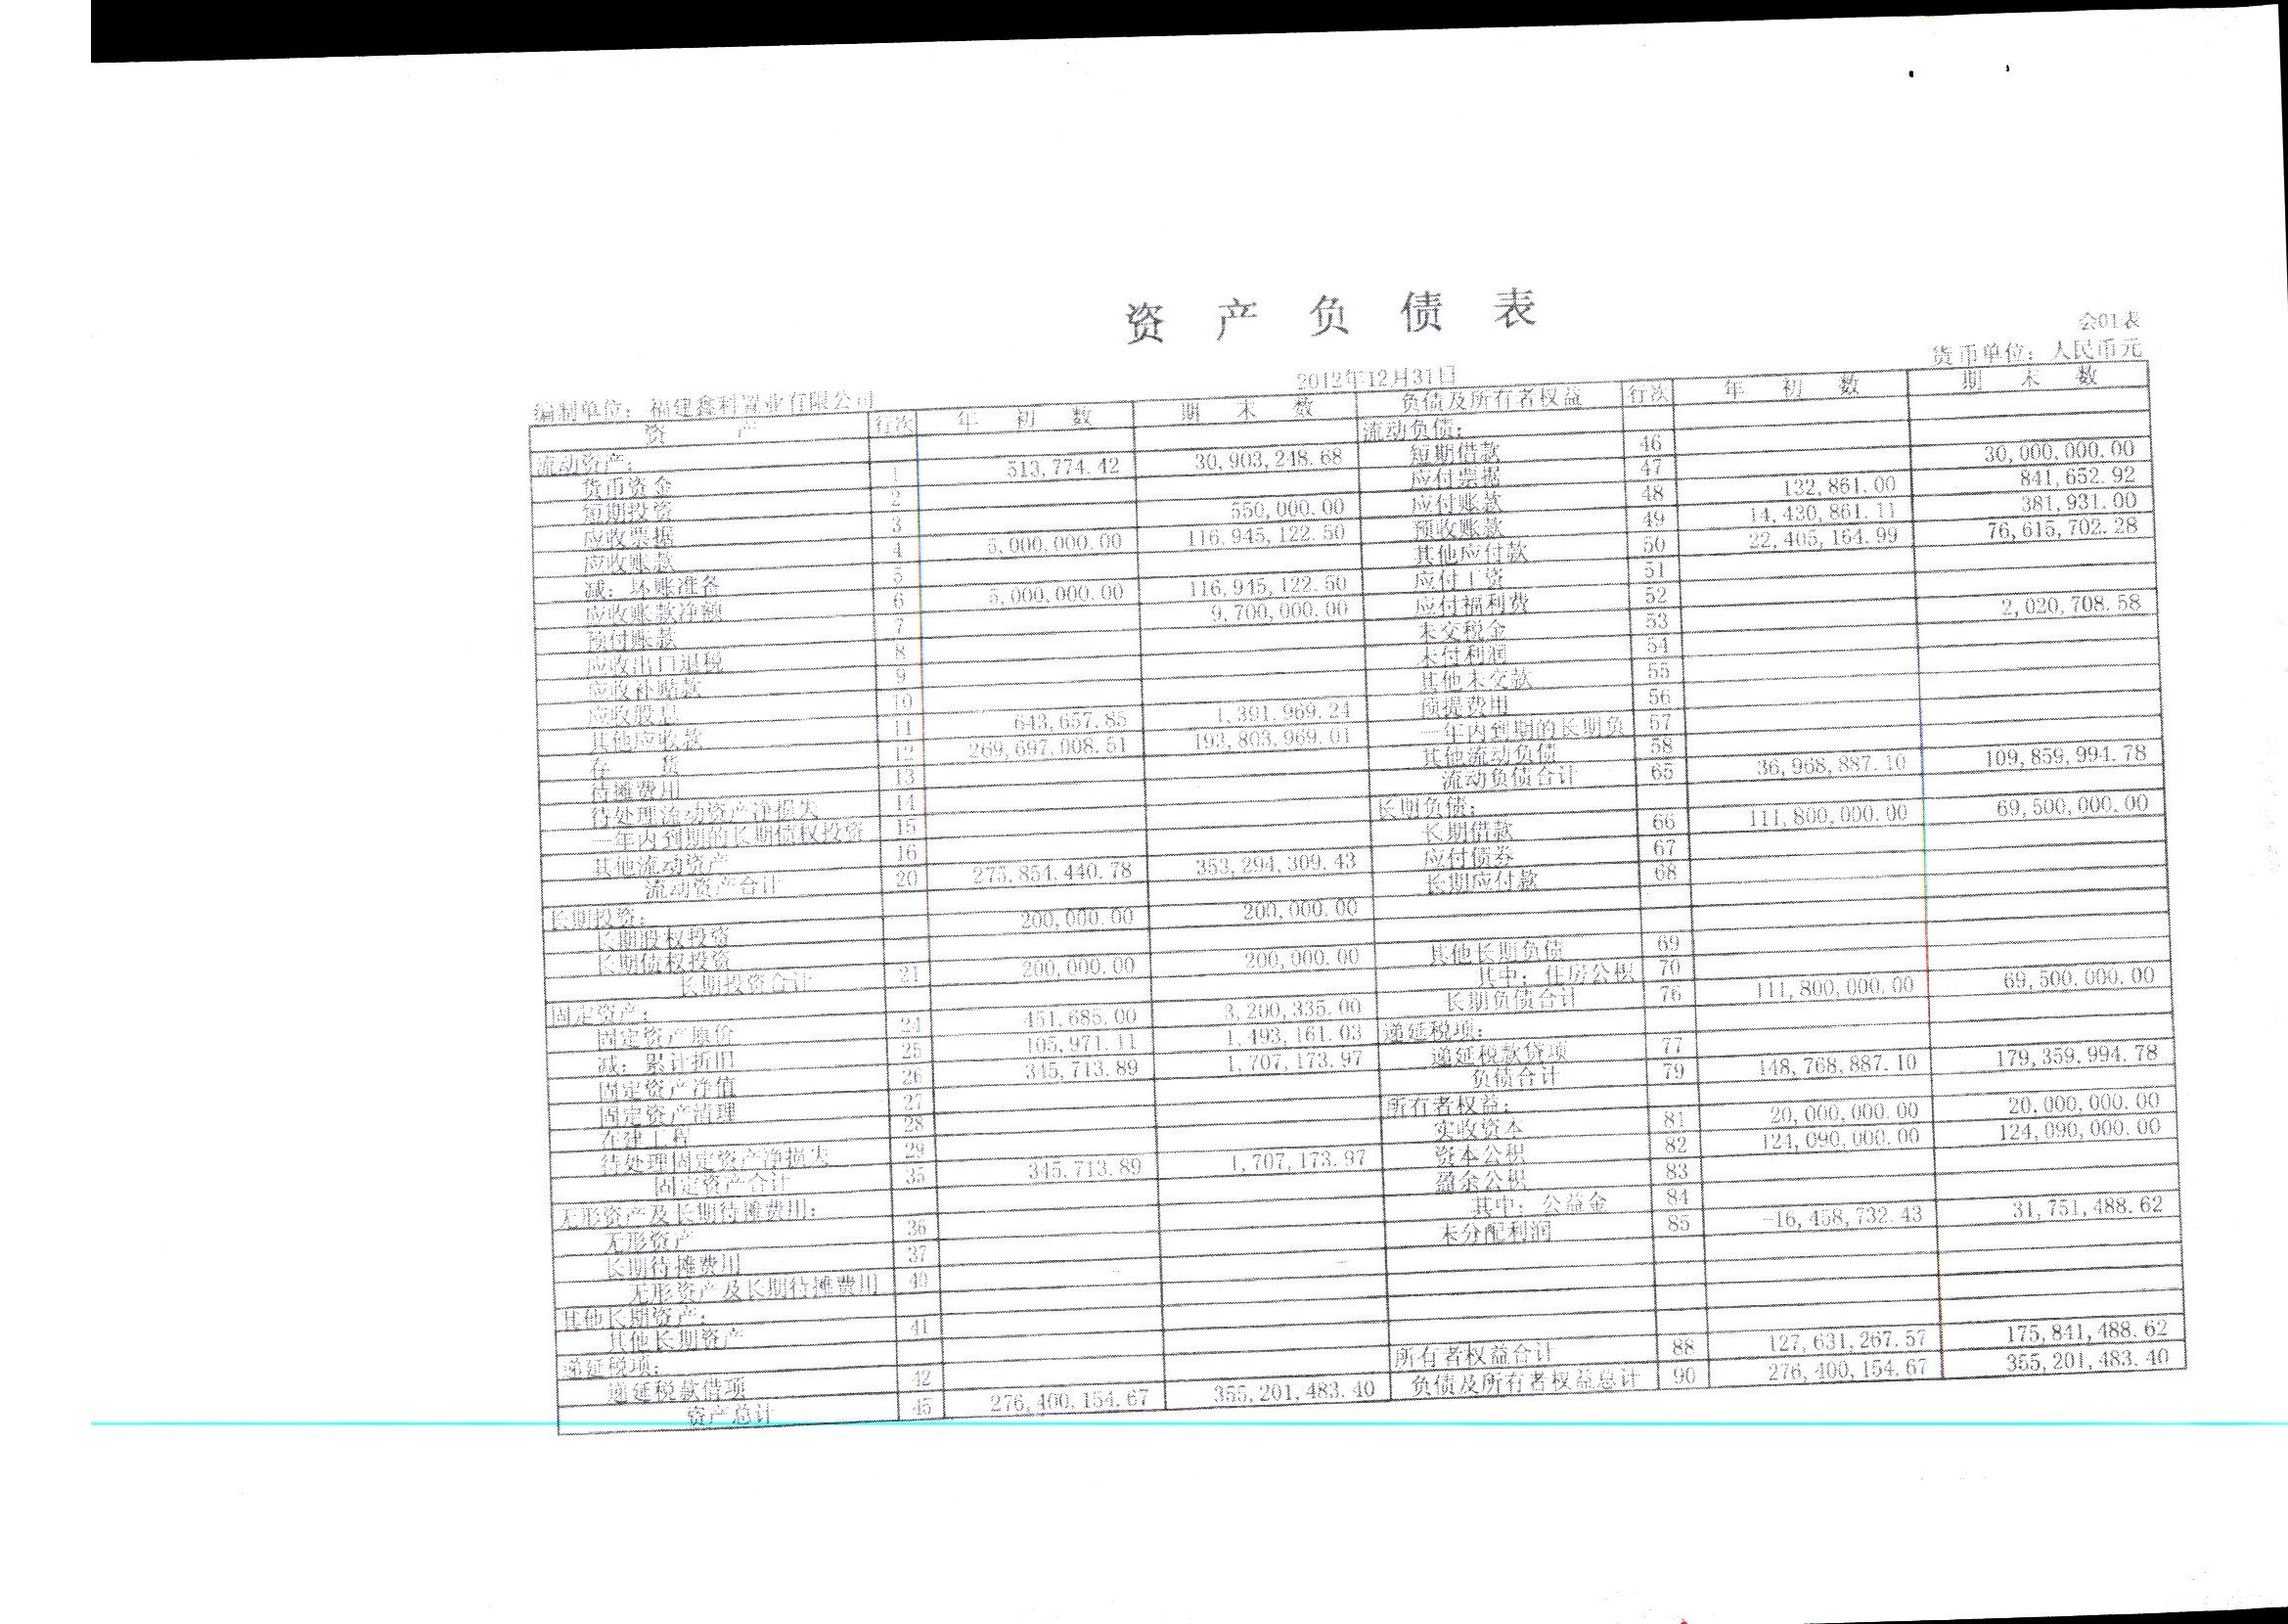 资 产 负 债 表
会01表
编制单位：福建鑫科置业有限公司 2012年12月31日 货币单位：人民币元
资 产 行次 年 初 数 期 末 数 负债及所有者权益 行次 年 初 数 期 末 数
流动资产： 流动负债：
货币资金 1 513,774.42 30,903,248.68 短期借款 46
短期投资 2 应付票据 47 30,000,000.00
应收票据 3 550,000.00 应付账款 48 132,861.00 841,652.92
应收账款 4 5,000,000.00 116,945,122.50 预收账款 49 14,430,861.11 381,931.00
减：坏账准备 5 其他应付款 50 22,405,164.99 76,615,702.28
应收账款净额 6 5,000,000.00 116,945,122.50 应付工资 51
预付账款 7 9,700,000.00 应付福利费 52
应收出口退税 8 未交税金 53 2,020,708.58
应收补贴款 9 未付利润 54
应收股息 10 其他未交款 55
其他应收款 11 643,657.85 1,391,969.24 预提费用 56
存 货 12 269,697,008.51 193,803,969.01 一年内到期的长期负 57
待摊费用 13 其他流动负债 58
待处理流动资产净损失 14 流动负债合计 65 36,968,887.10 109,859,994.78
一年内到期的长期债权投资 15 长期负债：
其他流动资产 16 长期借款 66 111,800,000.00 69,500,000.00
流动资产合计 20 275,854,440.78 353,294,309.43 应付债券 67
长期投资： 长期应付款 68
长期股权投资 200,000.00 200,000.00
长期债权投资
长期投资合计 21 200,000.00 200,000.00 其他长期负债 69
固定资产： 其中：住房公积 70
固定资产原价 24 451,685.00 3,200,335.00 长期负债合计 76 111,800,000.00 69,500,000.00
减：累计折旧 25 105,971.11 1,493,161.03 递延税项：
固定资产净值 26 345,713.89 1,707,173.97 递延税款贷项 77
固定资产清理 27 负债合计 79 148,768,887.10 179,359,994.78
在建工程 28 所有者权益：
待处理固定资产净损失 29 实收资本 81 20,000,000.00 20,000,000.00
固定资产合计 35 345,713.89 1,707,173.97 资本公积 82 124,090,000.00 124,090,000.00
无形资产及长期待摊费用： 盈余公积 83
无形资产 36 其中：公益金 84
长期待摊费用 37 未分配利润 85 -16,458,732.43 31,751,488.62
无形资产及长期待摊费用 40
其他长期资产：
其他长期资产 41
递延税项：
递延税款借项 42 所有者权益合计 88 127,631,267.57 175,841,488.62
资产总计 45 276,400,154.67 355,201,483.40 负债及所有者权益总计 90 276,400,154.67 355,201,483.40